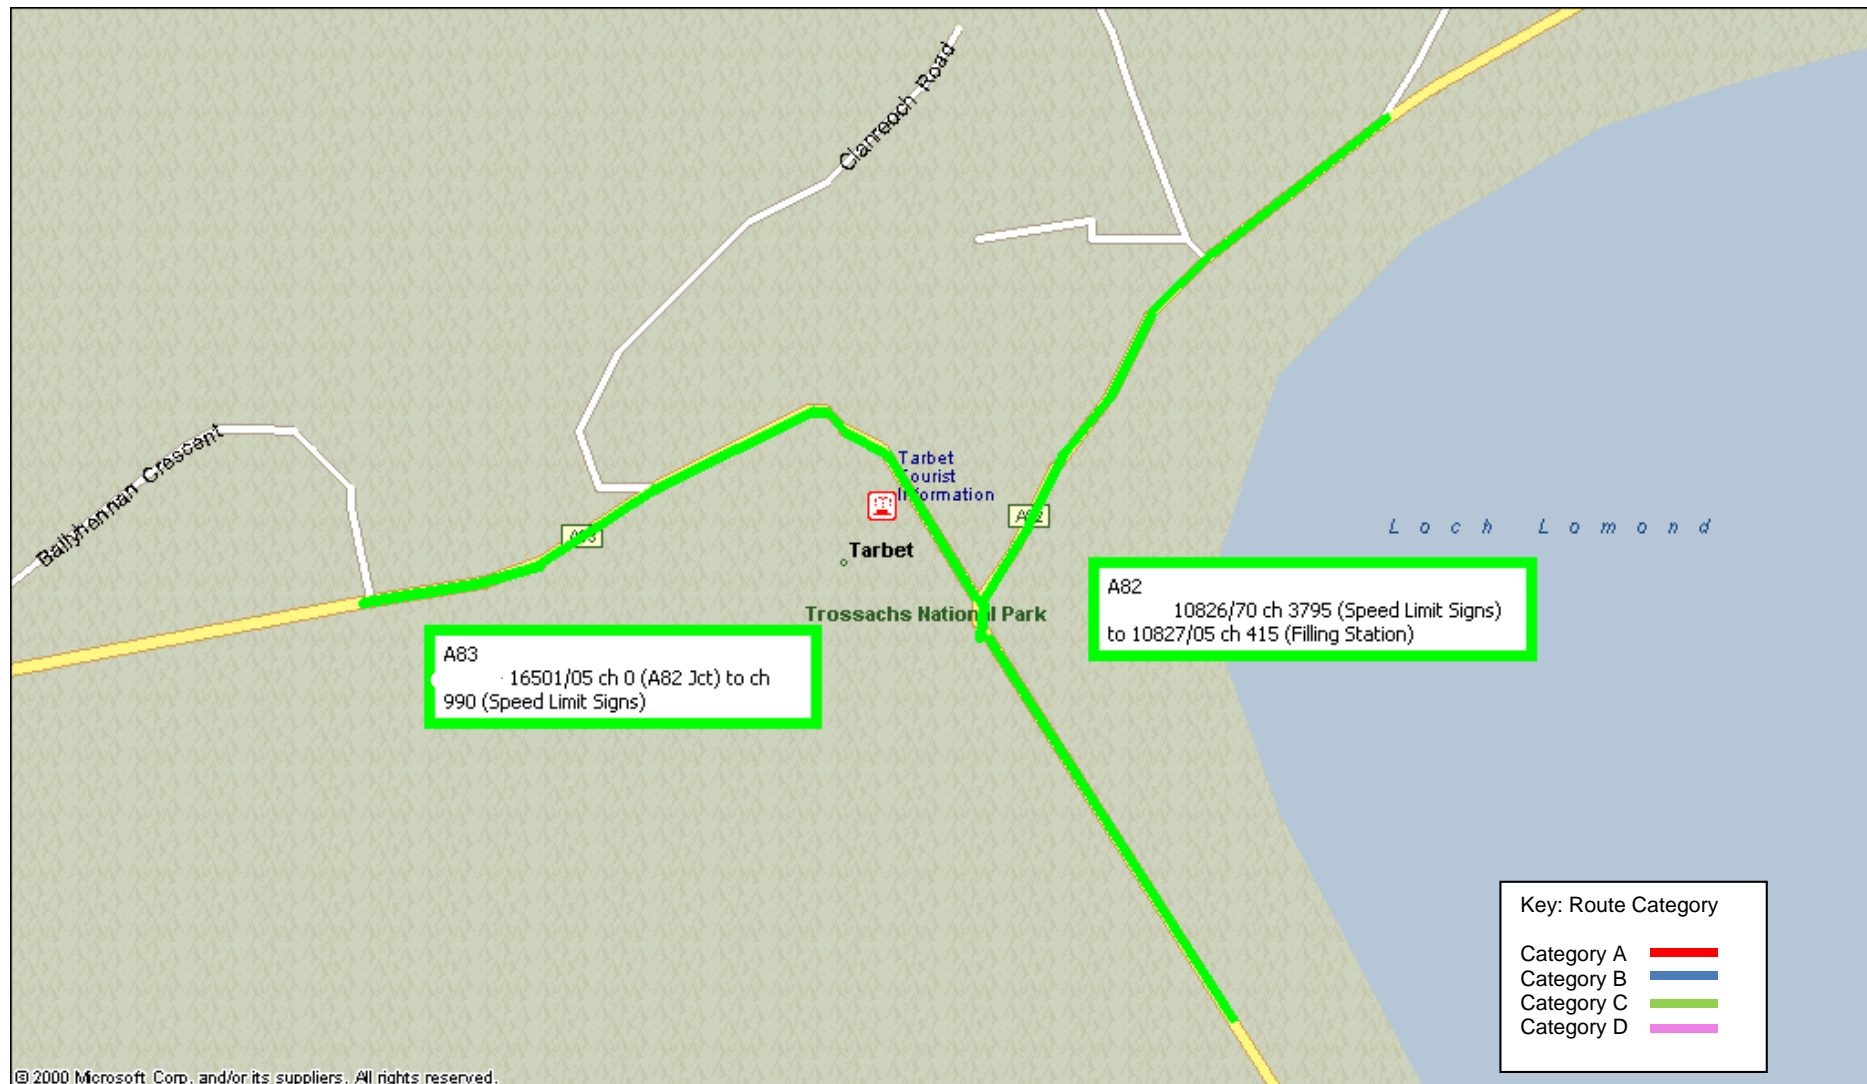 Clanreoch Road
Ballyhennan Crescent
Tarbet
Tourist
Information
A82
A83
Tarbet
Loch Lomond
Trossachs National Park
A82
10826/70 ch 3795 (Speed Limit Signs)
to 10827/05 ch 415 (Filling Station)
A83
16501/05 ch 0 (A82 Jct) to ch
990 (Speed Limit Signs)
Key: Route Category
Category A
Category B
Category C
Category D
© 2000 Microsoft Corp. and/or its suppliers. All rights reserved.